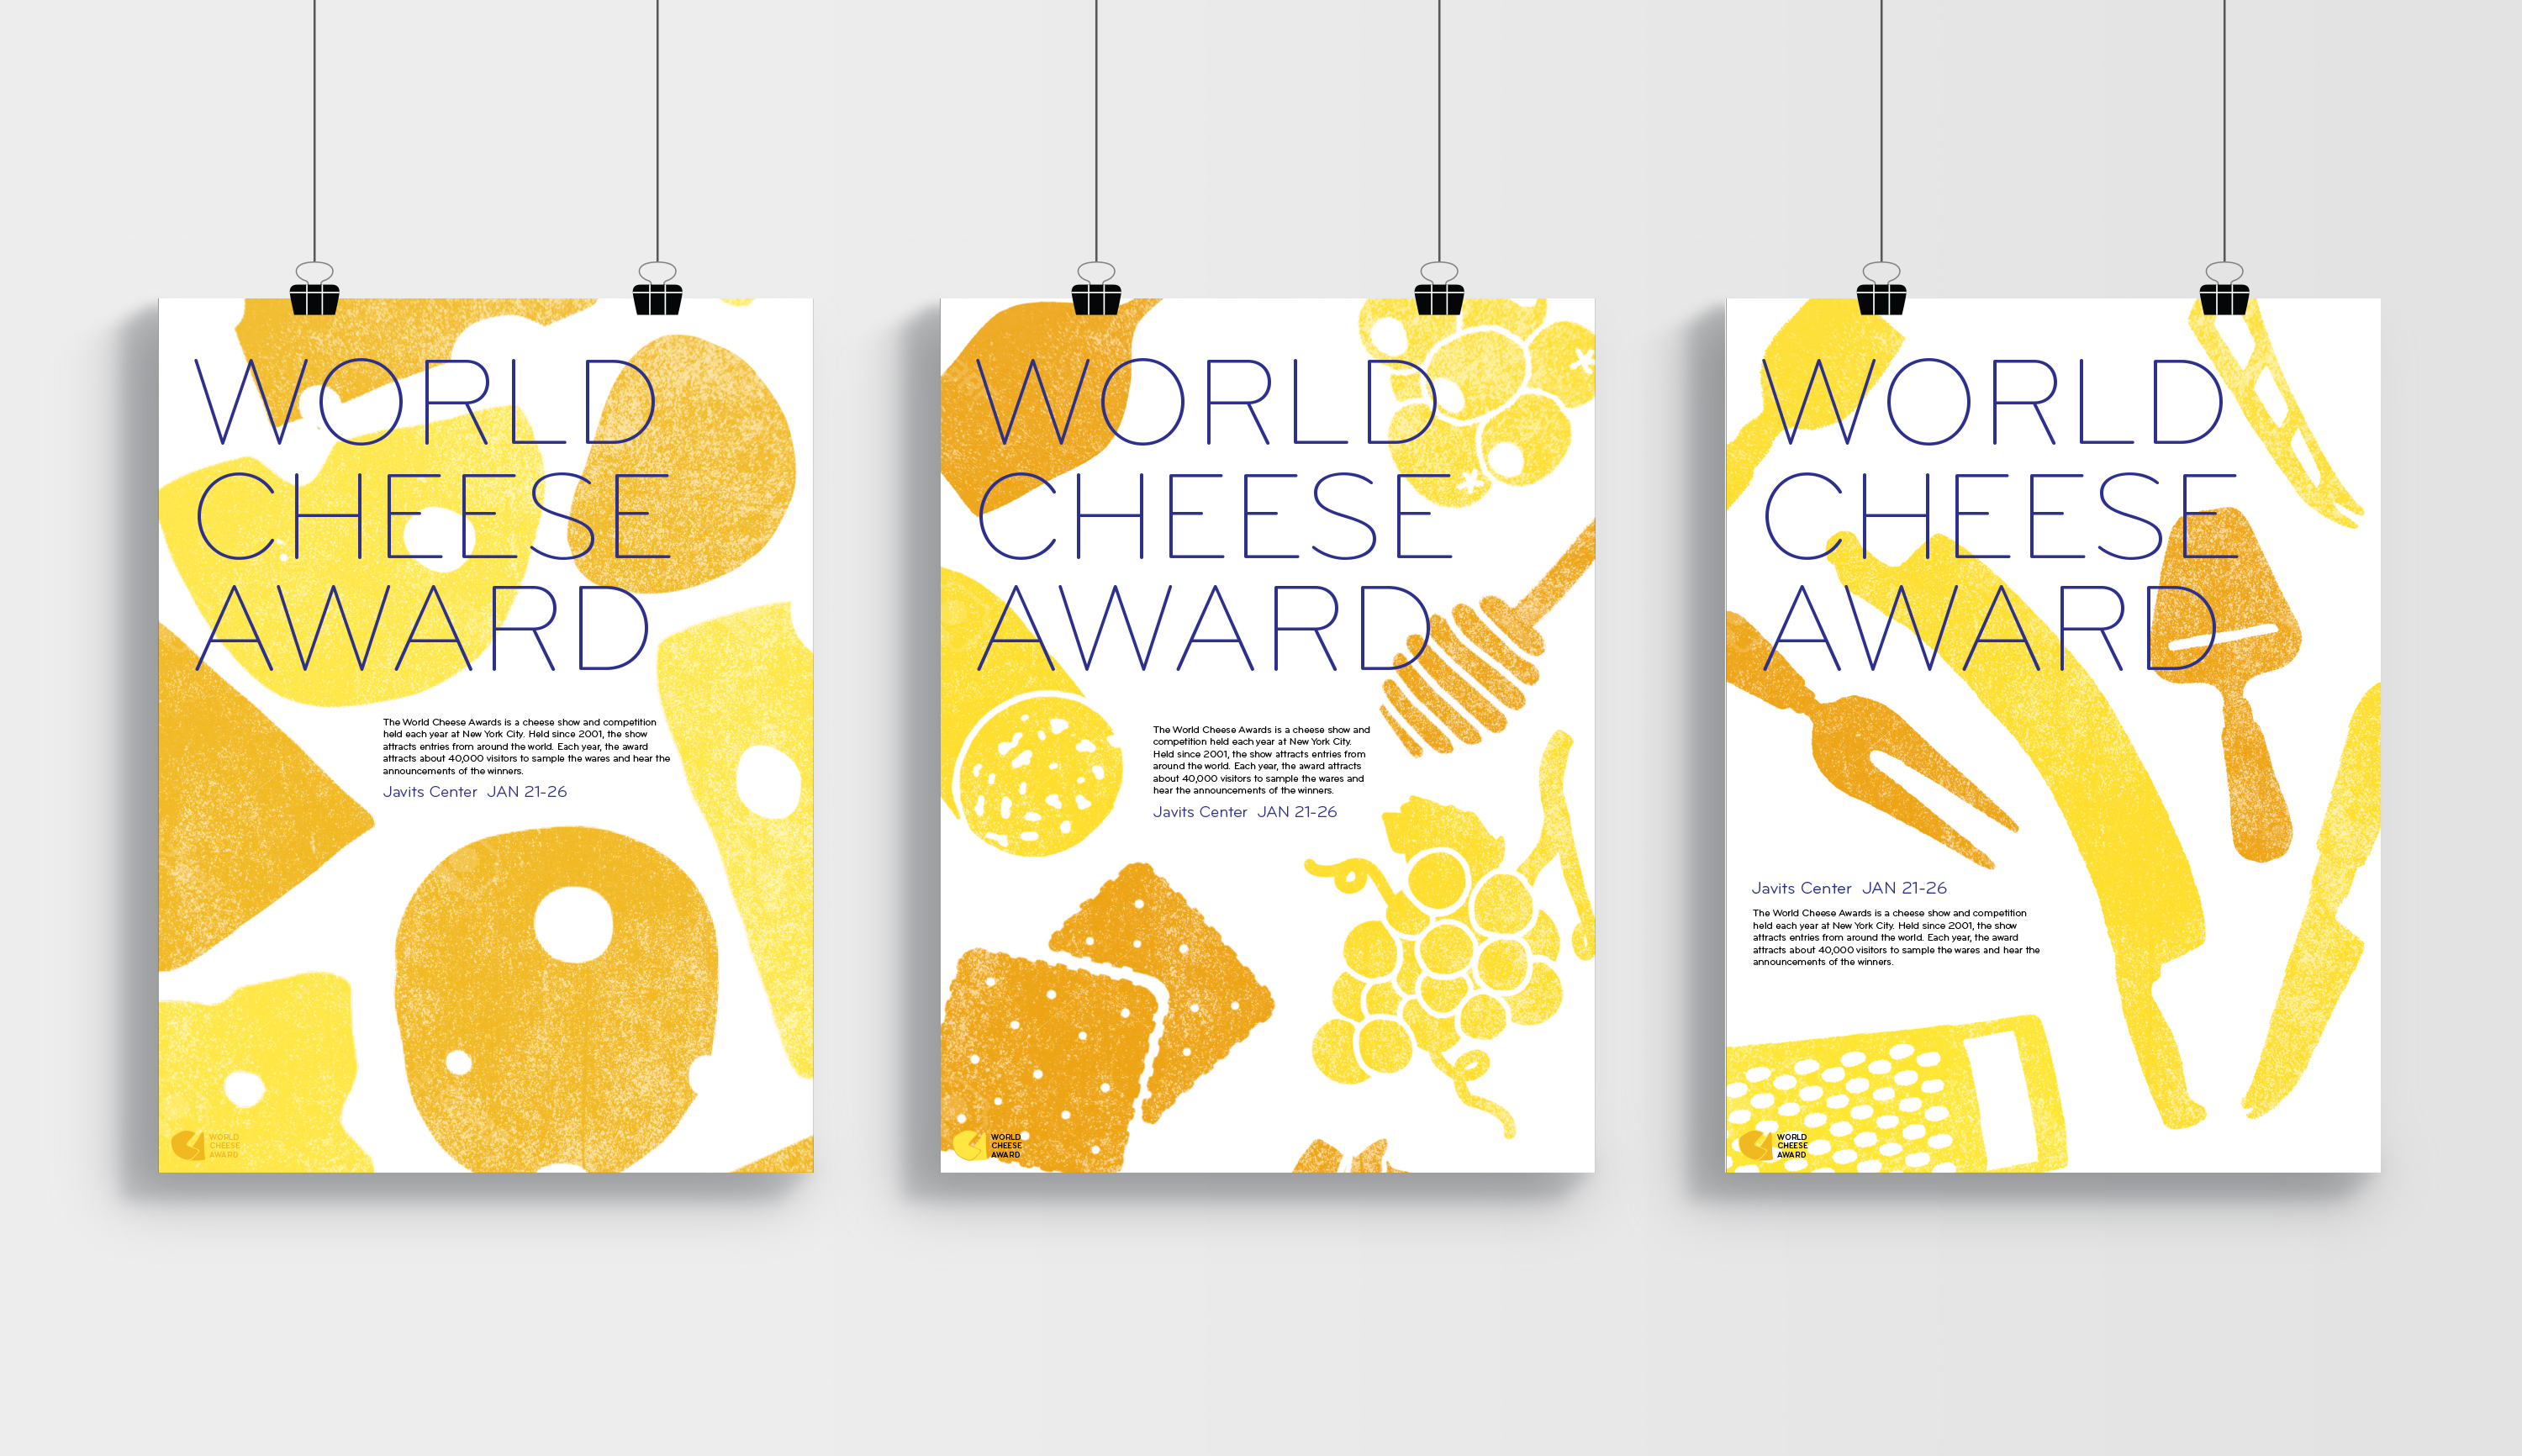 WORLD
CHEESE
AWARD
The World Cheese Awards is a cheese show and competition
held each year at New York City. Held since 2001, the show
attracts entries from around the world. Each year, the award
attracts about 40,000 visitors to sample the wares and hear the
announcements of the winners.
Javits Center JAN 21-26
WORLD
CHEESE
AWARD
WORLD
CHEESE
AWARD
The World Cheese Awards is a cheese show and
competition held each year at New York City.
Held since 2001, the show attracts entries from
around the world. Each year, the award attracts
about 40,000 visitors to sample the wares and
hear the announcements of the winners.
Javits Center JAN 21-26
WORLD
CHEESE
AWARD
WORLD
CHEESE
AWARD
Javits Center JAN 21-26
The World Cheese Awards is a cheese show and competition
held each year at New York City. Held since 2001, the show
attracts entries from around the world. Each year, the award
attracts about 40,000 visitors to sample the wares and hear the
announcements of the winners.
WORLD
CHEESE
AWARD